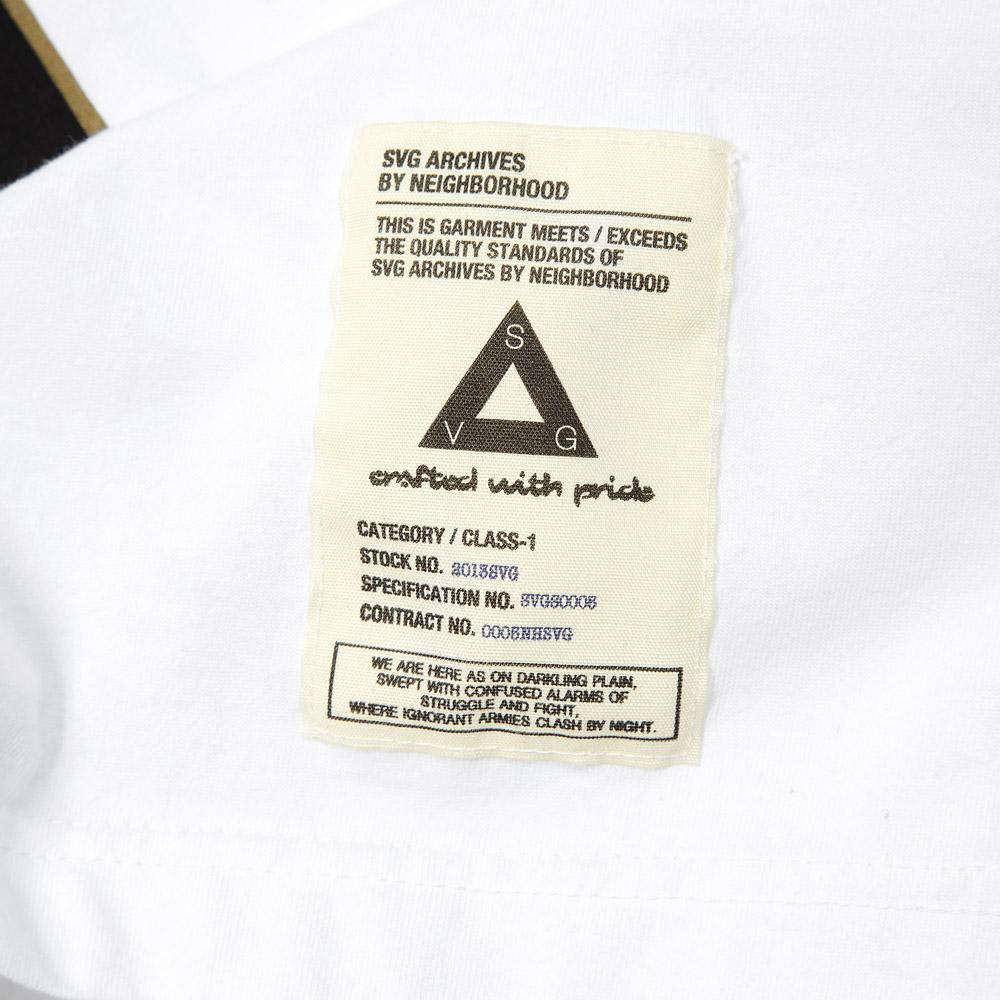 SVG ARCHIVES
BY NEIGHBORHOOD
THIS IS GARMENT MEETS / EXCEEDS
THE QUALITY STANDARDS OF
SVG ARCHIVES BY NEIGHBORHOOD
S
V G
crafted with pride
CATEGORY / CLASS-1
STOCK NO. 2013SVG
SPECIFICATION NO.
CONTRACT NO.
WE ARE HERE AS ON DARKLING PLAIN,
SWEPT WITH CONFUSED ALARMS OF
STRUGGLE AND FIGHT,
WHERE IGNORANT ARMIES CLASH BY NIGHT.